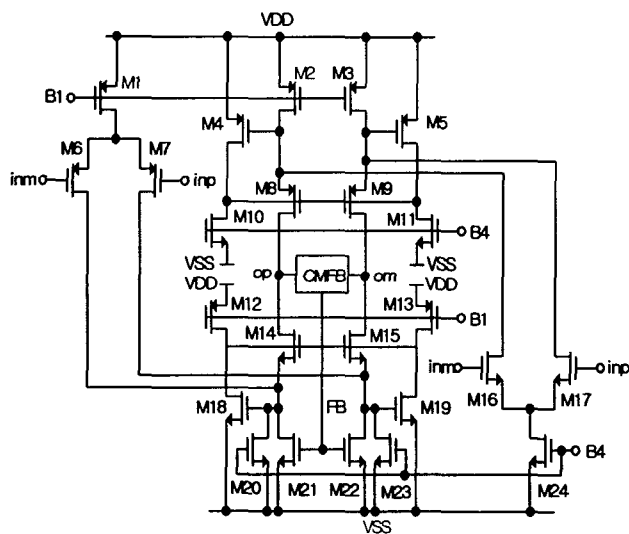 VDD
M1 M2 M3
B1
M4 M5
M6 M7
inm inp
M8 M9
M10 M11
B4
VSS VSS
op CMFB om
VDD VDD
M12 M13
B1
M14 M15
inm inp
M16 M17
M18 FB M19
B4
M20 M21 M22 M23 M24
VSS